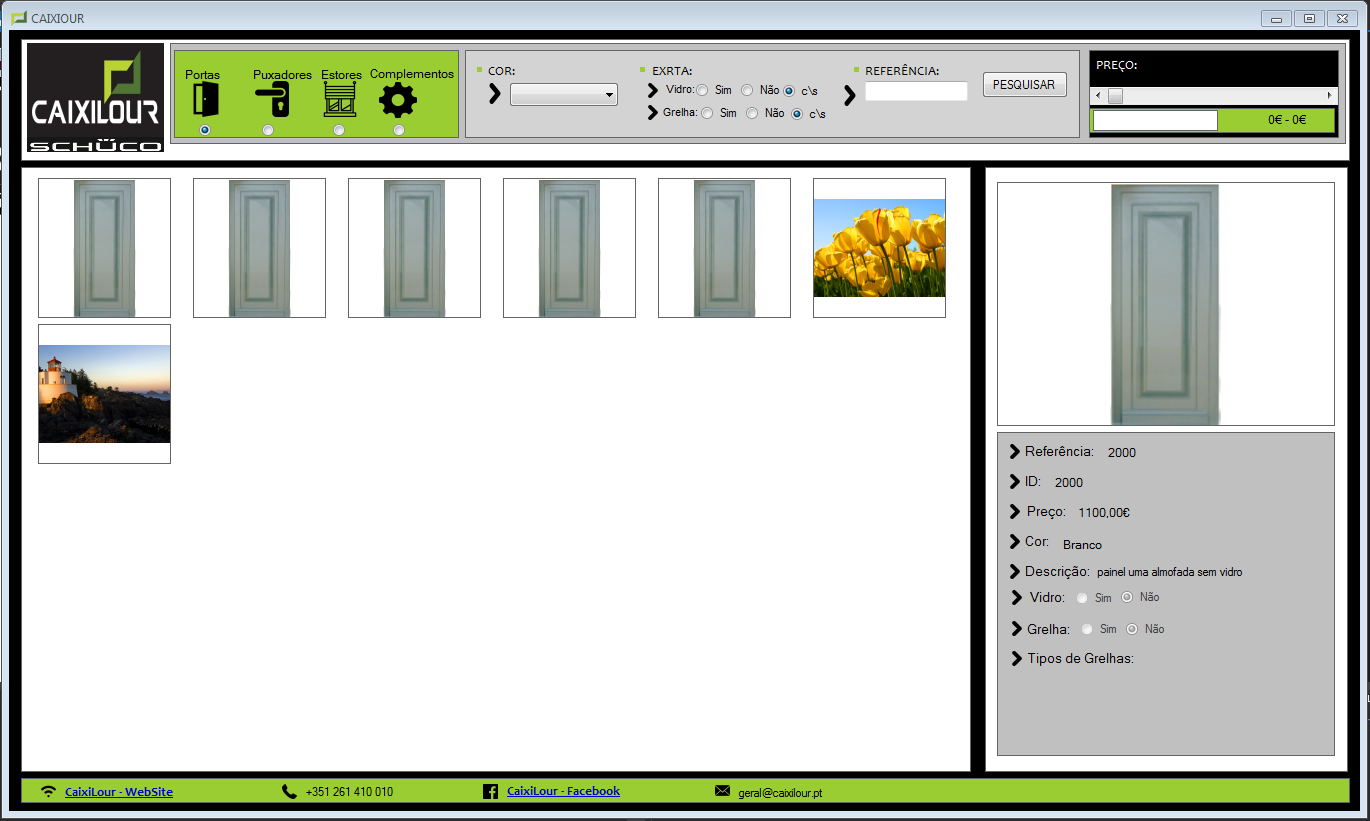 CAIXIOUR
CAIXILOUR
SCHÜCO
Portas Puxadores Estores Complementos
COR:
EXRTA:
Vidro: Sim Não c\s
Grelha: Sim Não c\s
REFERÊNCIA:
PESQUISAR
PREÇO:
0€ - 0€
Referência: 2000
ID: 2000
Preço: 1100,00€
Cor: Branco
Descrição: painel uma almofada sem vidro
Vidro: Sim Não
Grelha: Sim Não
Tipos de Grelhas:
CaixiLour - WebSite +351 261 410 010 CaixiLour - Facebook geral@caixilour.pt